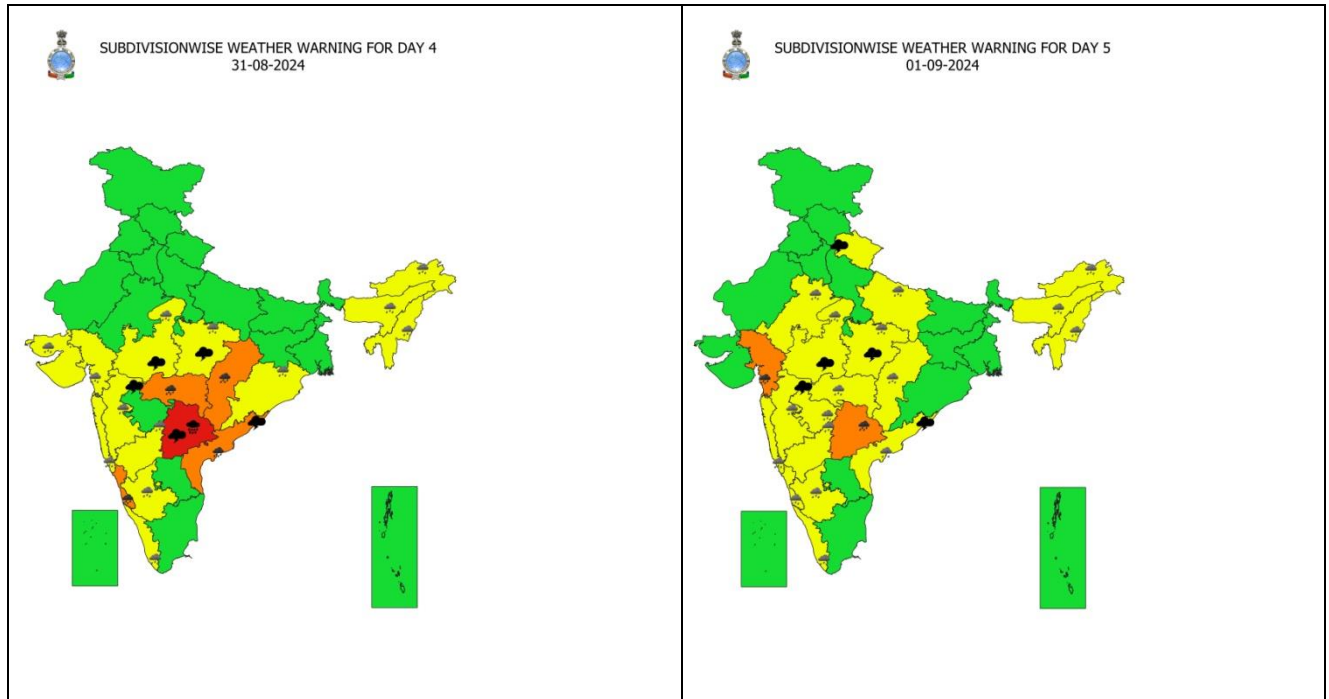 SUBDIVISIONWISE WEATHER WARNING FOR DAY 4
31-08-2024
SUBDIVISIONWISE WEATHER WARNING FOR DAY 5
01-09-2024